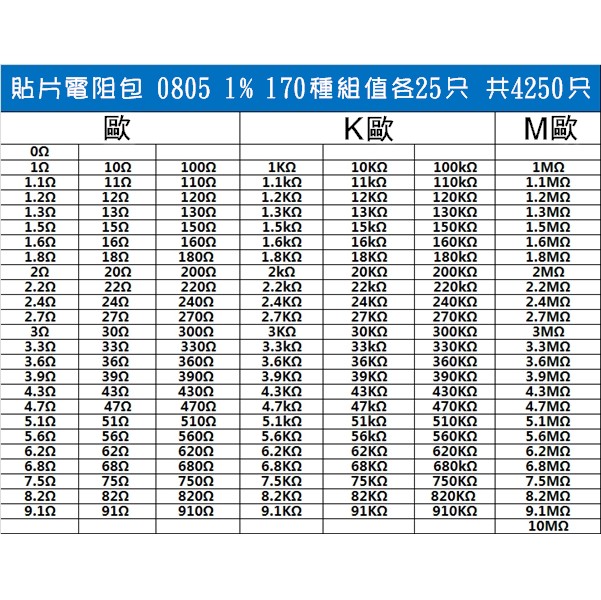 貼片電阻包 0805 1% 170種組值各25只 共4250只
歐 K歐 M歐
0Ω
1Ω 10Ω 100Ω 1KΩ 10KΩ 100kΩ 1MΩ
1.1Ω 11Ω 110Ω 1.1kΩ 11kΩ 110kΩ 1.1MΩ
1.2Ω 12Ω 120Ω 1.2KΩ 12KΩ 120KΩ 1.2MΩ
1.3Ω 13Ω 130Ω 1.3KΩ 13KΩ 130KΩ 1.3MΩ
1.5Ω 15Ω 150Ω 1.5kΩ 15kΩ 150KΩ 1.5MΩ
1.6Ω 16Ω 160Ω 1.6kΩ 16kΩ 160KΩ 1.6MΩ
1.8Ω 18Ω 180Ω 1.8KΩ 18KΩ 180kΩ 1.8MΩ
2Ω 20Ω 200Ω 2kΩ 20KΩ 200KΩ 2MΩ
2.2Ω 22Ω 220Ω 2.2kΩ 22kΩ 220kΩ 2.2MΩ
2.4Ω 24Ω 240Ω 2.4KΩ 24KΩ 240KΩ 2.4MΩ
2.7Ω 27Ω 270Ω 2.7KΩ 27KΩ 270KΩ 2.7MΩ
3Ω 30Ω 300Ω 3KΩ 30KΩ 300KΩ 3MΩ
3.3Ω 33Ω 330Ω 3.3kΩ 33kΩ 330KΩ 3.3MΩ
3.6Ω 36Ω 360Ω 3.6KΩ 36KΩ 360KΩ 3.6MΩ
3.9Ω 39Ω 390Ω 3.9KΩ 39KΩ 390KΩ 3.9MΩ
4.3Ω 43Ω 430Ω 4.3KΩ 43KΩ 430KΩ 4.3MΩ
4.7Ω 47Ω 470Ω 4.7kΩ 47kΩ 470KΩ 4.7MΩ
5.1Ω 51Ω 510Ω 5.1kΩ 51kΩ 510KΩ 5.1MΩ
5.6Ω 56Ω 560Ω 5.6KΩ 56kΩ 560KΩ 5.6MΩ
6.2Ω 62Ω 620Ω 6.2KΩ 62KΩ 620KΩ 6.2MΩ
6.8Ω 68Ω 680Ω 6.8KΩ 68KΩ 680kΩ 6.8MΩ
7.5Ω 75Ω 750Ω 7.5KΩ 75KΩ 750KΩ 7.5MΩ
8.2Ω 82Ω 820Ω 8.2KΩ 82KΩ 820KΩ 8.2MΩ
9.1Ω 91Ω 910Ω 9.1KΩ 91KΩ 910KΩ 9.1MΩ
10MΩ